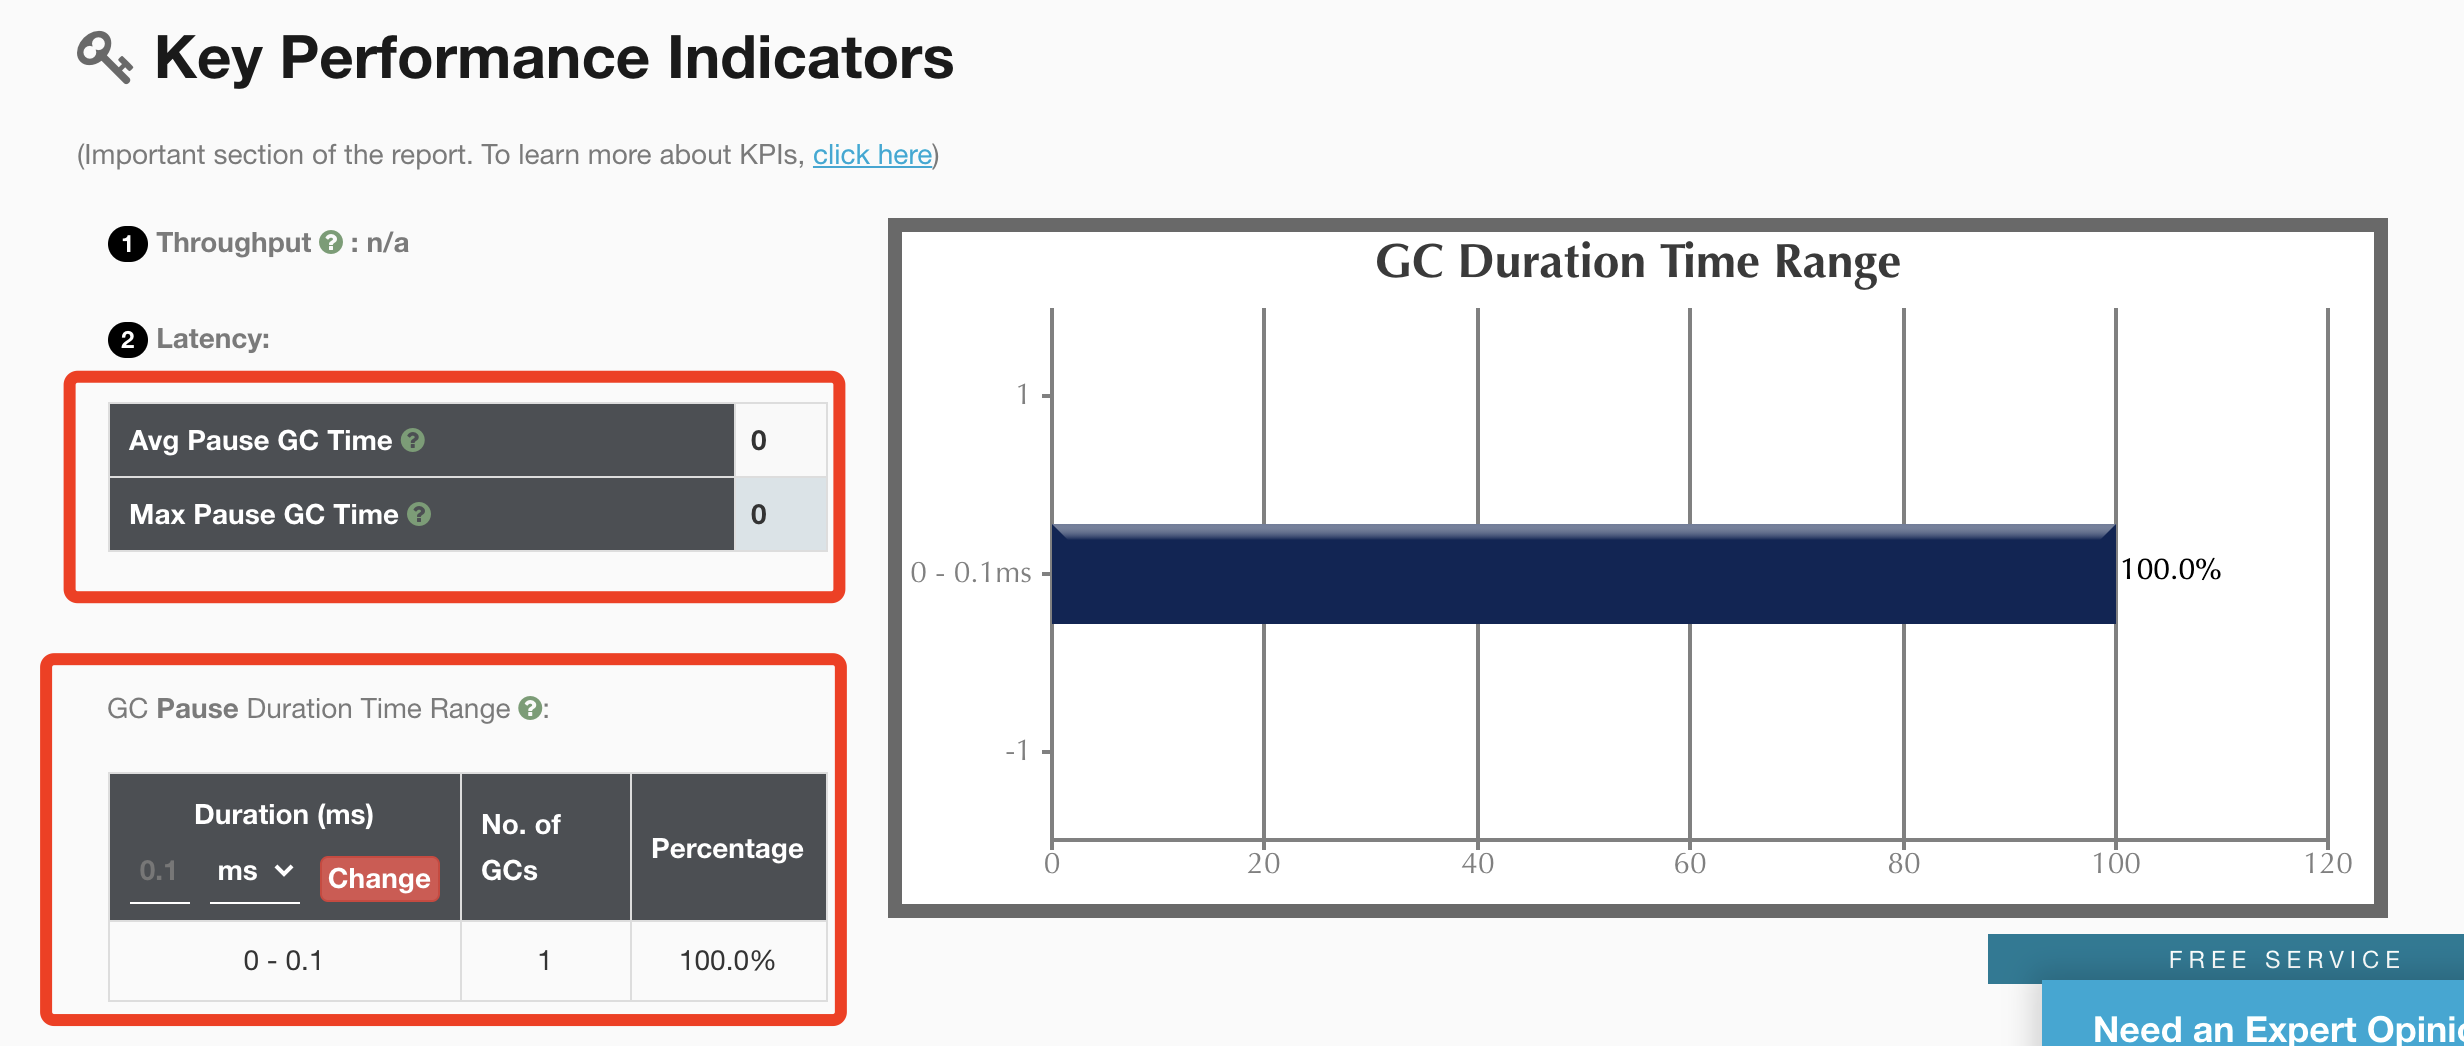 Key Performance Indicators
(Important section of the report. To learn more about KPIs, click here)
1 Throughput ? : n/a
2 Latency:
Avg Pause GC Time ? 0
Max Pause GC Time ? 0
GC Pause Duration Time Range ?:
Duration (ms)
0.1 ms Change
No. of
GCs
Percentage
0 - 0.1 1 100.0%
GC Duration Time Range
1
0 - 0.1ms
100.0%
-1
0 20 40 60 80 100 120
FREE SERVICE
Need an Expert